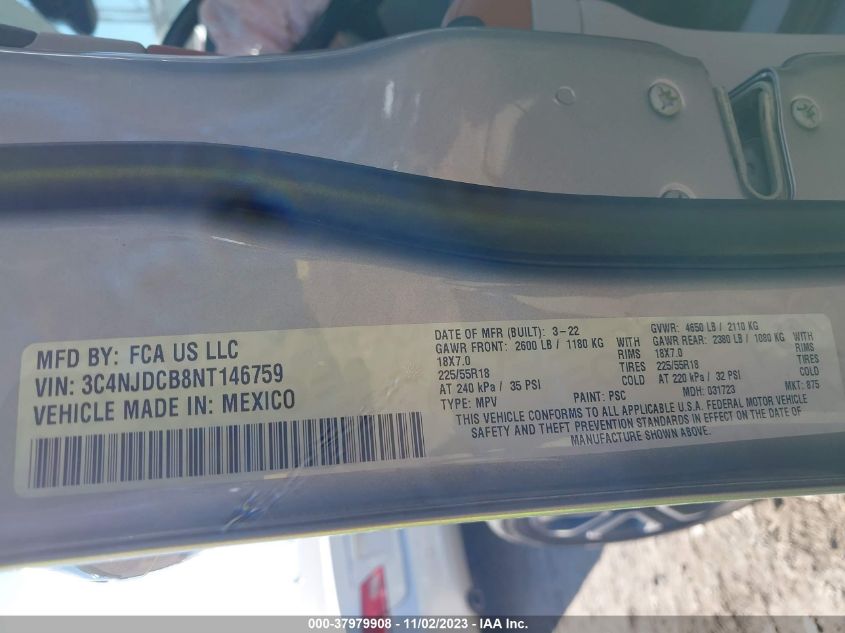 MFD BY: FCA US LLC
VIN: 3C4NJDCB8NT146759
VEHICLE MADE IN: MEXICO
DATE OF MFR (BUILT): 3-22 GVWR: 4650 LB / 2110 KG
GAWR FRONT: 2600 LB / 1180 KG WITH GAWR REAR: 2380 LB / 1080 KG WITH
18X7.0 RIMS 18X7.0 RIMS
225/55R18 TIRES 225/55R18 TIRES
AT 240 kPa / 35 PSI COLD AT 220 kPa / 32 PSI COLD
TYPE: MPV PAINT: PSC MDH: 031723 MKT: 875
THIS VEHICLE CONFORMS TO ALL APPLICABLE U.S.A. FEDERAL MOTOR VEHICLE
SAFETY AND THEFT PREVENTION STANDARDS IN EFFECT ON THE DATE OF
MANUFACTURE SHOWN ABOVE.
000-37979908 - 11/02/2023 - IAA Inc.